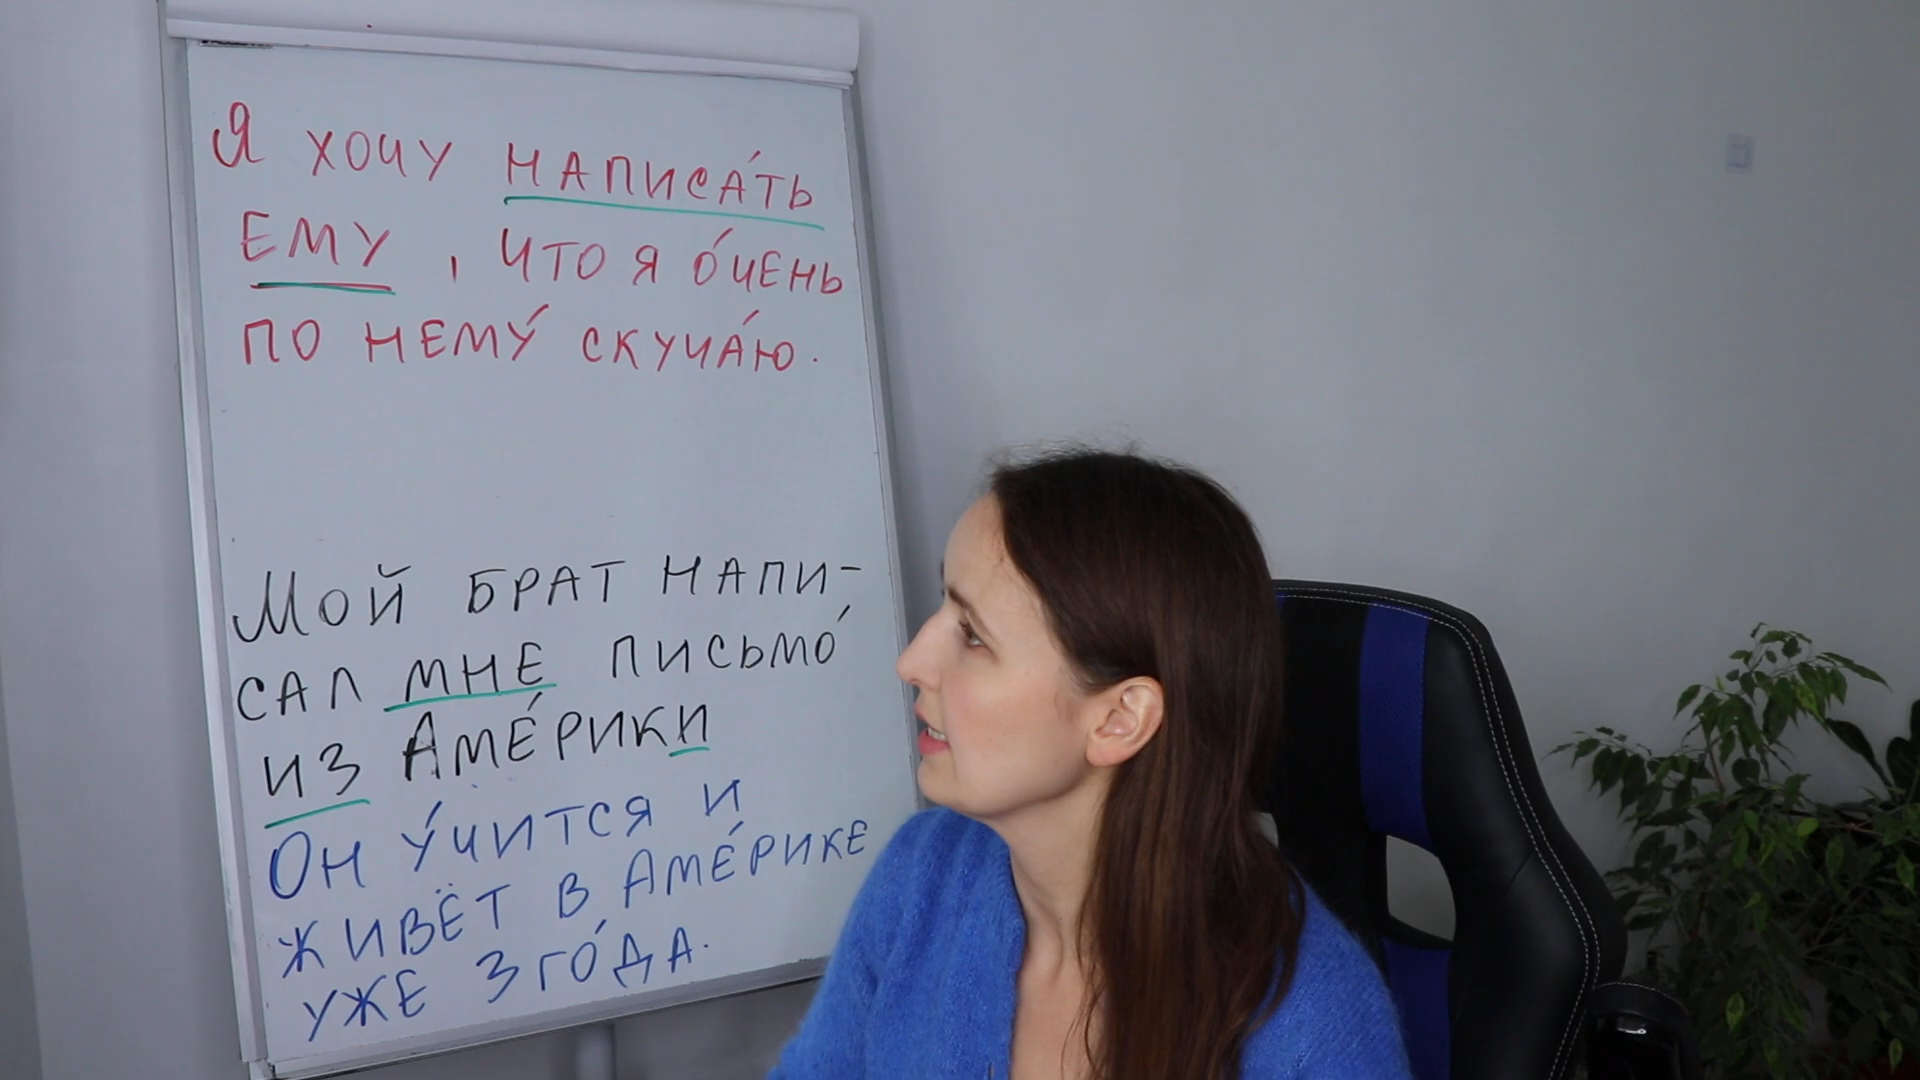 Я ХОЧУ НАПИСА́ТЬ
ЕМУ, ЧТО Я О́ЧЕНЬ
ПО НЕМУ́ СКУЧА́Ю.
МОЙ БРАТ НАПИ-
САЛ МНЕ ПИСЬМО́
ИЗ АМЕ́РИКИ
ОН У́ЧИТСЯ И
ЖИВЁТ В АМЕ́РИКЕ
УЖЕ 3 ГО́ДА.